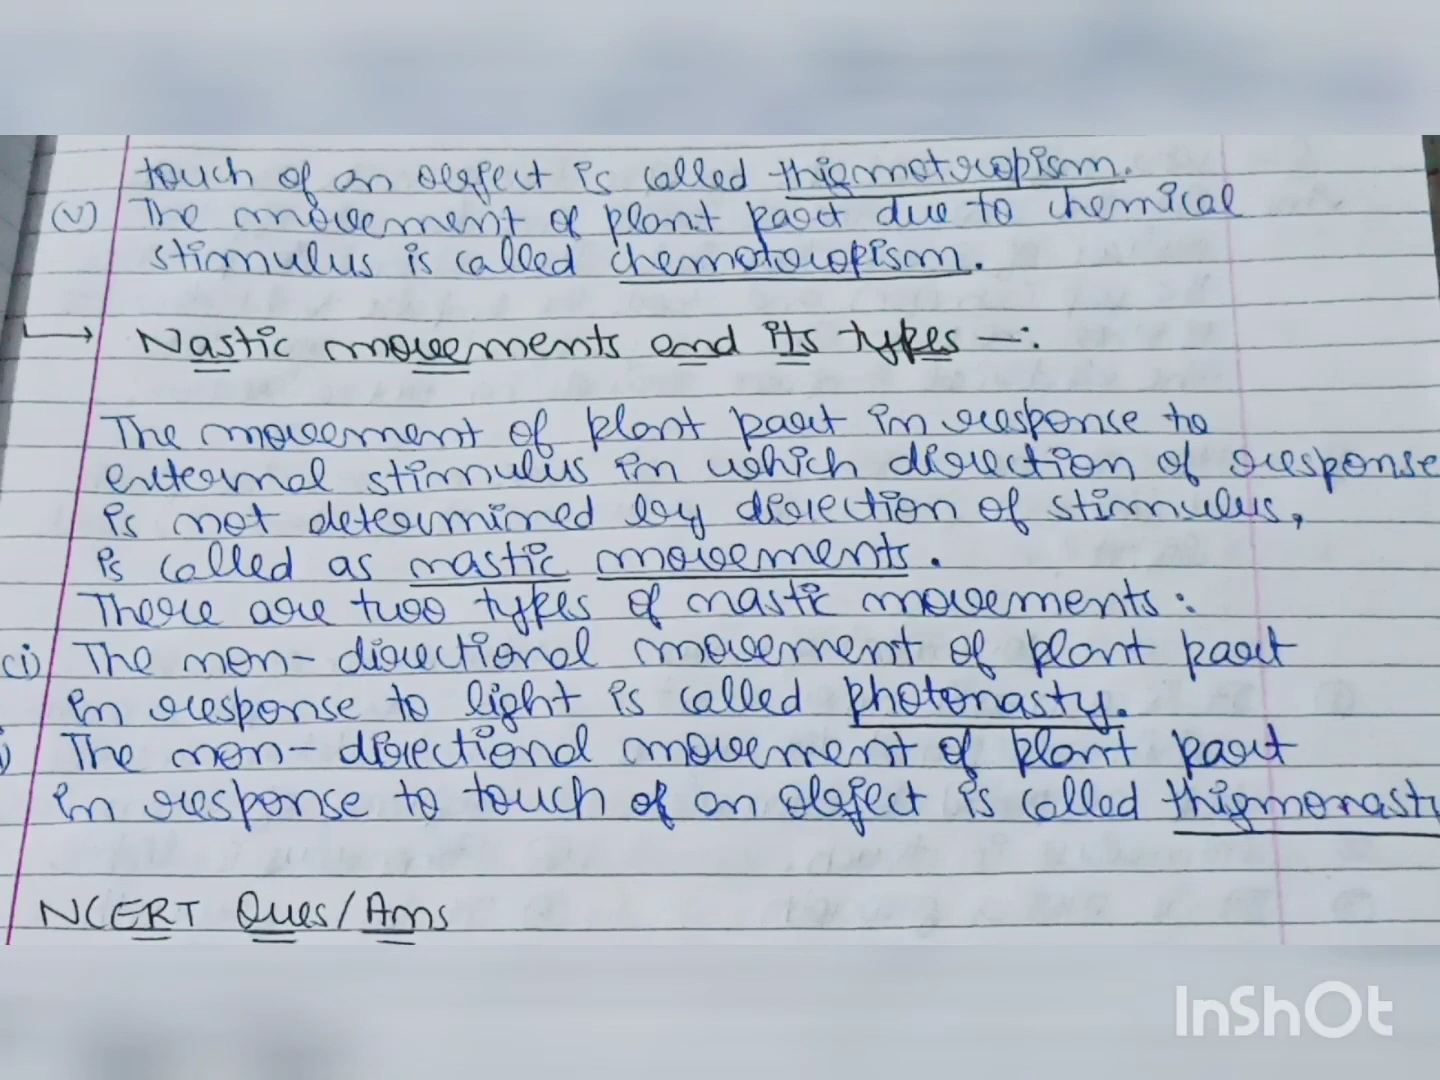 touch of an object is called thigmotropism.
(v) The movement of plant part due to chemical
stimulus is called chemotropism.
→ Nastic movements and its types –:
The movement of plant part in response to
external stimulus in which direction of response
is not determined by direction of stimulus,
is called as nastic movements.
There are two types of nastic movements:
(i) The non-directional movement of plant part
in response to light is called photonasty.
) The non-directional movement of plant part
in response to touch of an object is called thigmonasty
NCERT Ques/Ans
InShOt